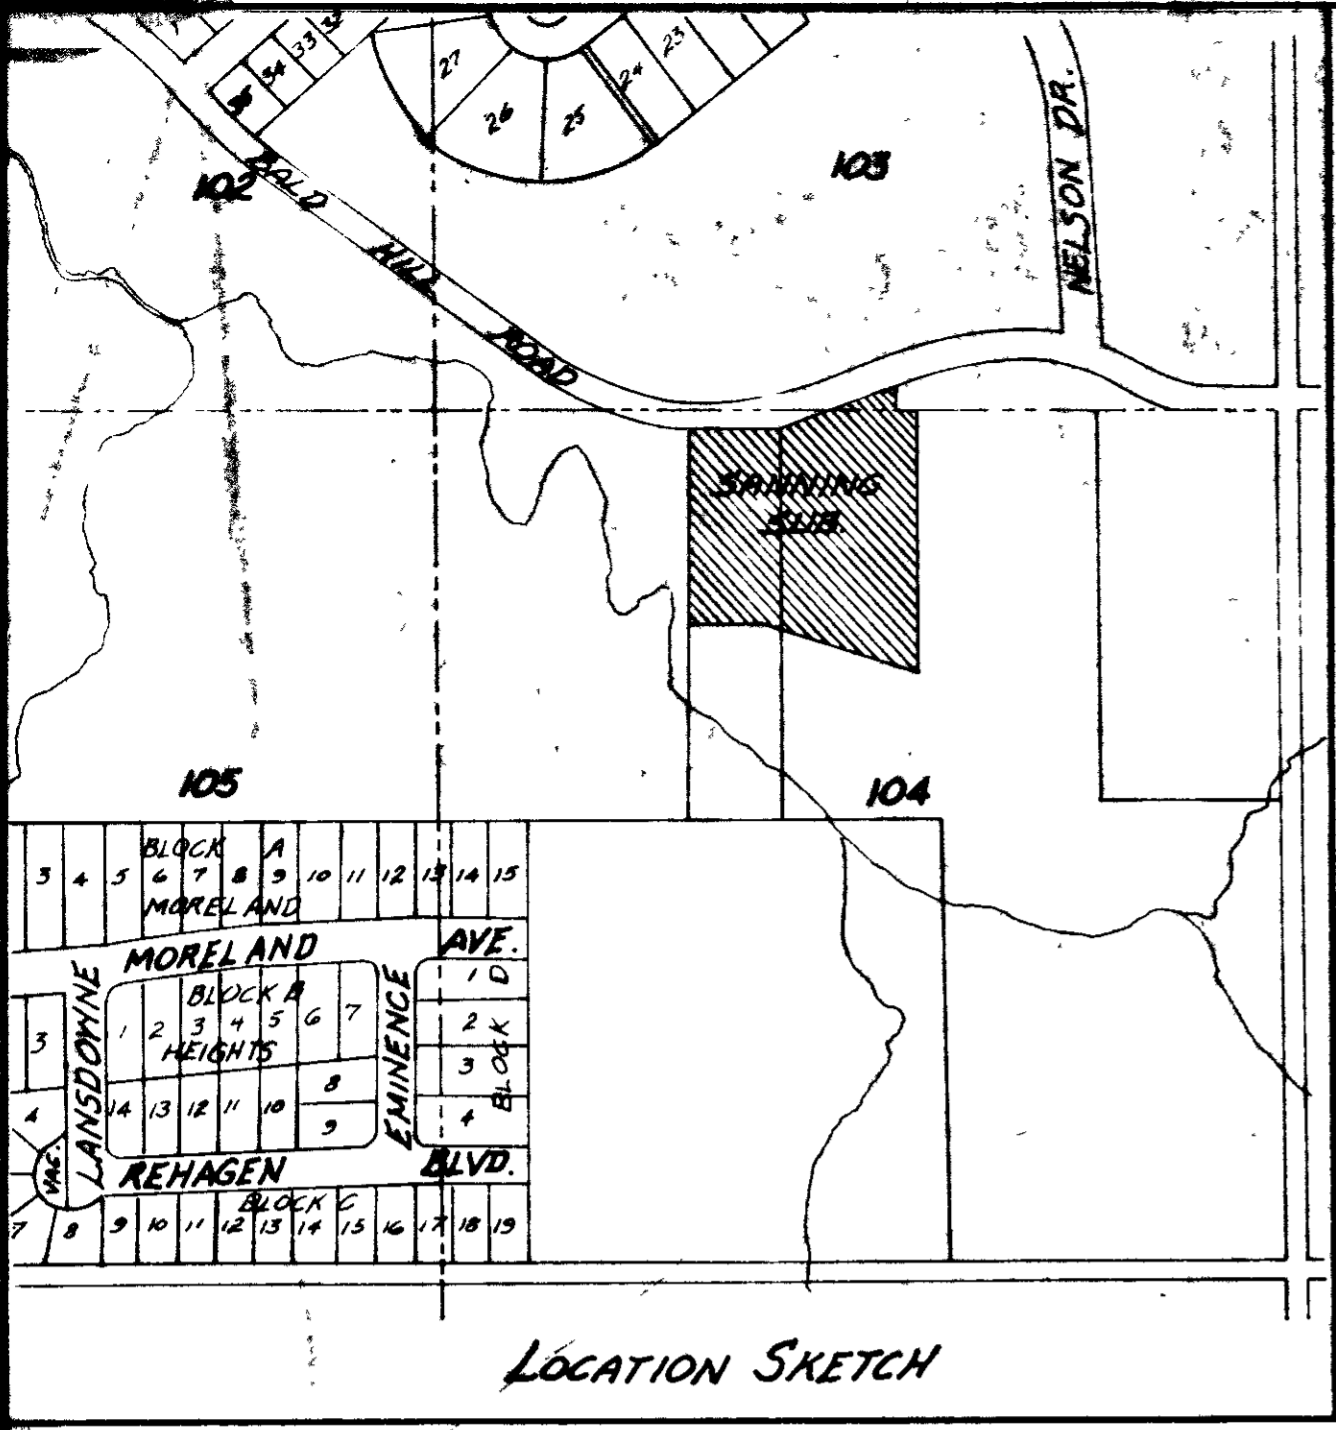 32
33
34
35
27
26
25
24
23
102
103
BALD HILL ROAD
NELSON DR.
SANNING
SUB.
105
104
BLOCK A
3 4 5 6 7 8 9 10 11 12 13 14 15
MORELAND
MORELAND AVE.
LANSDOWNE
EMINENCE
BLOCK B
1 2 3 4 5 6 7
HEIGHTS
8
14 13 12 11 10
9
1
2
3
4
BLOCK D
3
4
VAC.
REHAGEN BLVD.
BLOCK C
7 8 9 10 11 12 13 14 15 16 17 18 19
LOCATION SKETCH